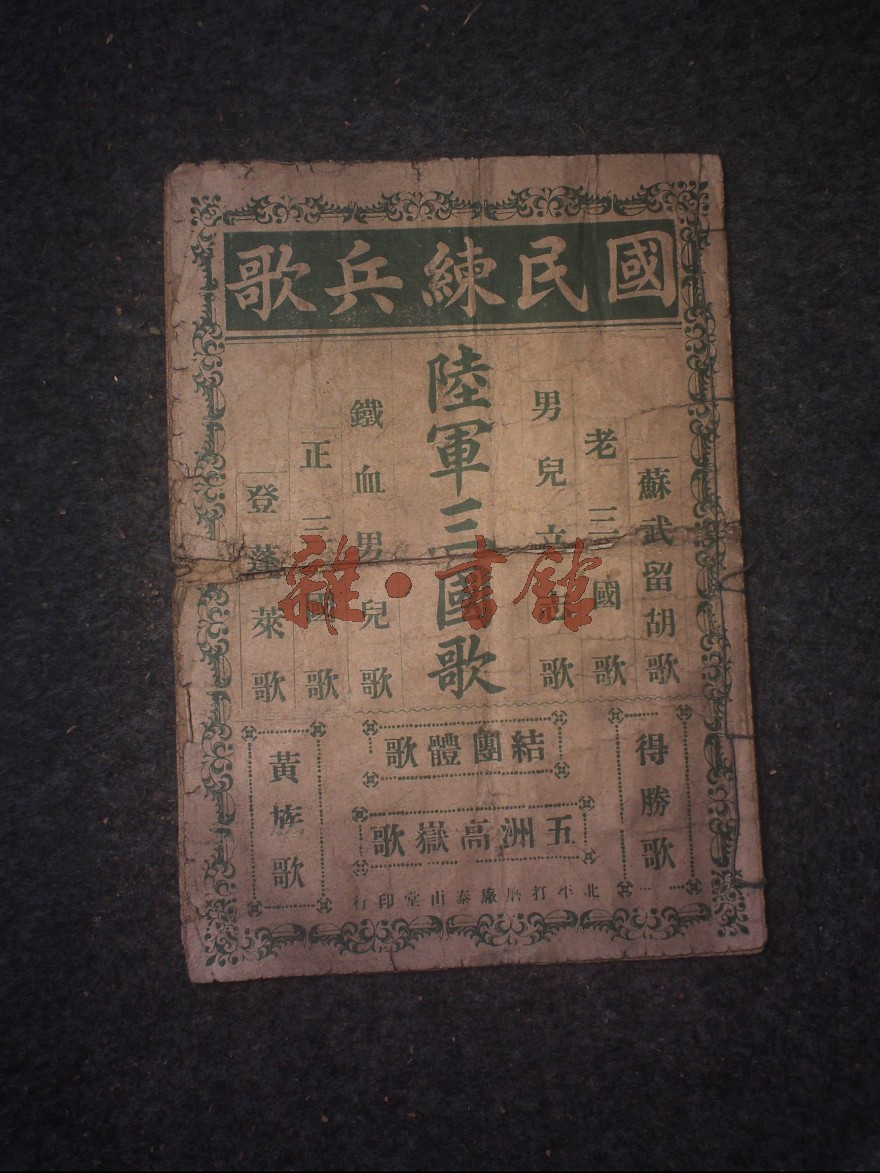 國民練兵歌
蘇武留胡歌
老三國歌
男兒立志歌
陸軍三國歌
鐵血男兒歌
正三國歌
登蓬萊歌
得勝歌
結團體歌
五洲高嶽歌
黃族歌
北平打磨廠泰山堂印行
雜·書館